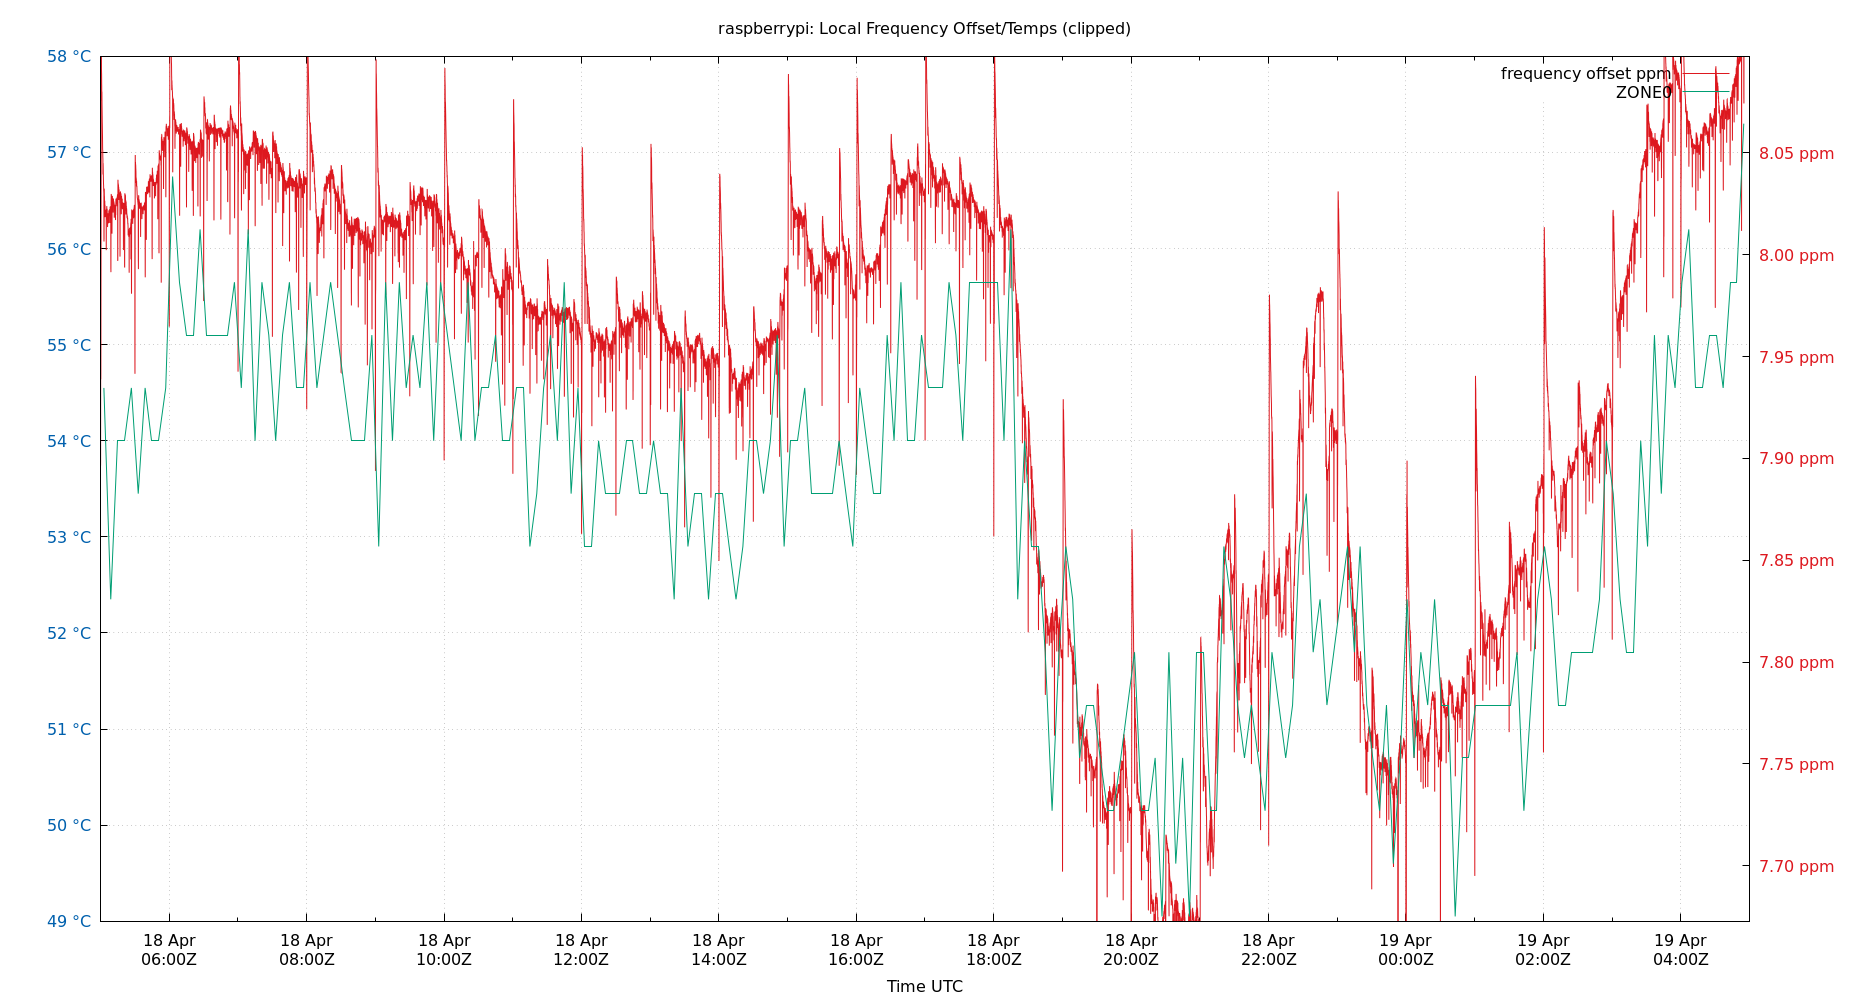 raspberrypi: Local Frequency Offset/Temps (clipped)
58 °C
57 °C
56 °C
55 °C
54 °C
53 °C
52 °C
51 °C
50 °C
49 °C
frequency offset ppm
ZONE0
8.05 ppm
8.00 ppm
7.95 ppm
7.90 ppm
7.85 ppm
7.80 ppm
7.75 ppm
7.70 ppm
18 Apr 18 Apr 18 Apr 18 Apr 18 Apr 18 Apr 18 Apr 18 Apr 18 Apr 19 Apr 19 Apr 19 Apr
06:00Z 08:00Z 10:00Z 12:00Z 14:00Z 16:00Z 18:00Z 20:00Z 22:00Z 00:00Z 02:00Z 04:00Z
Time UTC